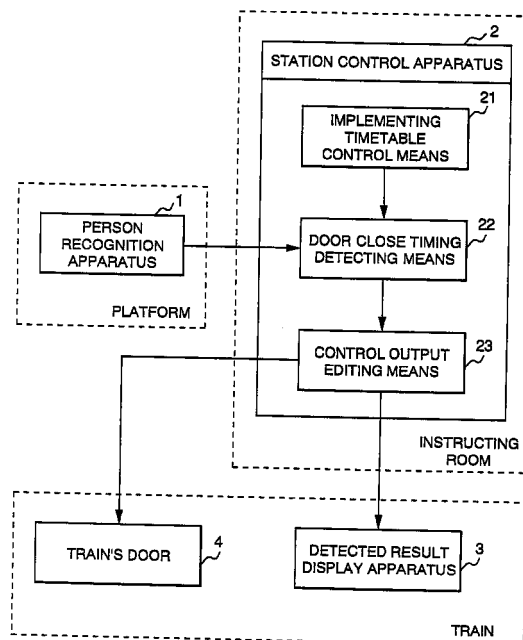 2
STATION CONTROL APPARATUS
21
IMPLEMENTING
TIMETABLE
CONTROL MEANS
1
PERSON
RECOGNITION
APPARATUS
PLATFORM
22
DOOR CLOSE TIMING
DETECTING MEANS
23
CONTROL OUTPUT
EDITING MEANS
INSTRUCTING
ROOM
TRAIN'S DOOR
4
DETECTED RESULT
DISPLAY APPARATUS
3
TRAIN